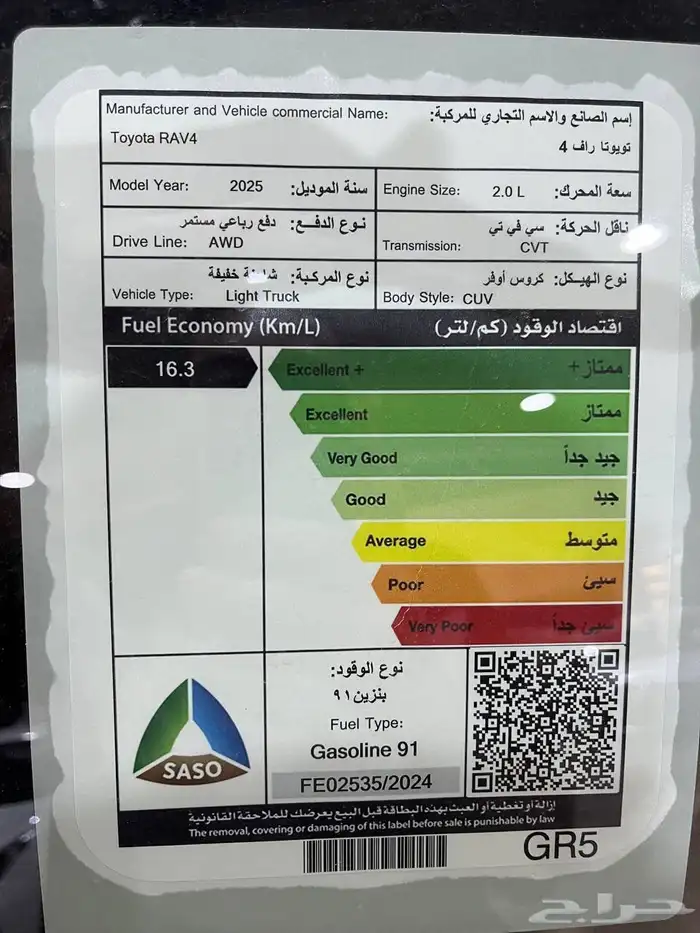 Manufacturer and Vehicle commercial Name: إسم الصانع والاسم التجاري للمركبة:
Toyota RAV4
تويوتا راف 4
Model Year: 2025 سنة الموديل:
Engine Size: 2.0 L سعة المحرك:
نوع الدفع: دفع رباعي مستمر
Drive Line: AWD
ناقل الحركة: سي في تي
Transmission: CVT
نوع المركبة: شاحنة خفيفة
Vehicle Type: Light Truck
نوع الهيكل: كروس أوفر
Body Style: CUV
Fuel Economy (Km/L) اقتصاد الوقود (كم/لتر)
16.3
Excellent + ممتاز +
Excellent ممتاز
Very Good جيد جداً
Good جيد
Average متوسط
Poor سيئ
Very Poor سيئ جداً
SASO
نوع الوقود:
بنزين ٩١
Fuel Type:
Gasoline 91
FE02535/2024
إزالة أو تغطية أو العبث بهذه البطاقة قبل البيع يعرضك للملاحقة القانونية
The removal, covering or damaging of this label before sale is punishable by law
GR5
حراج